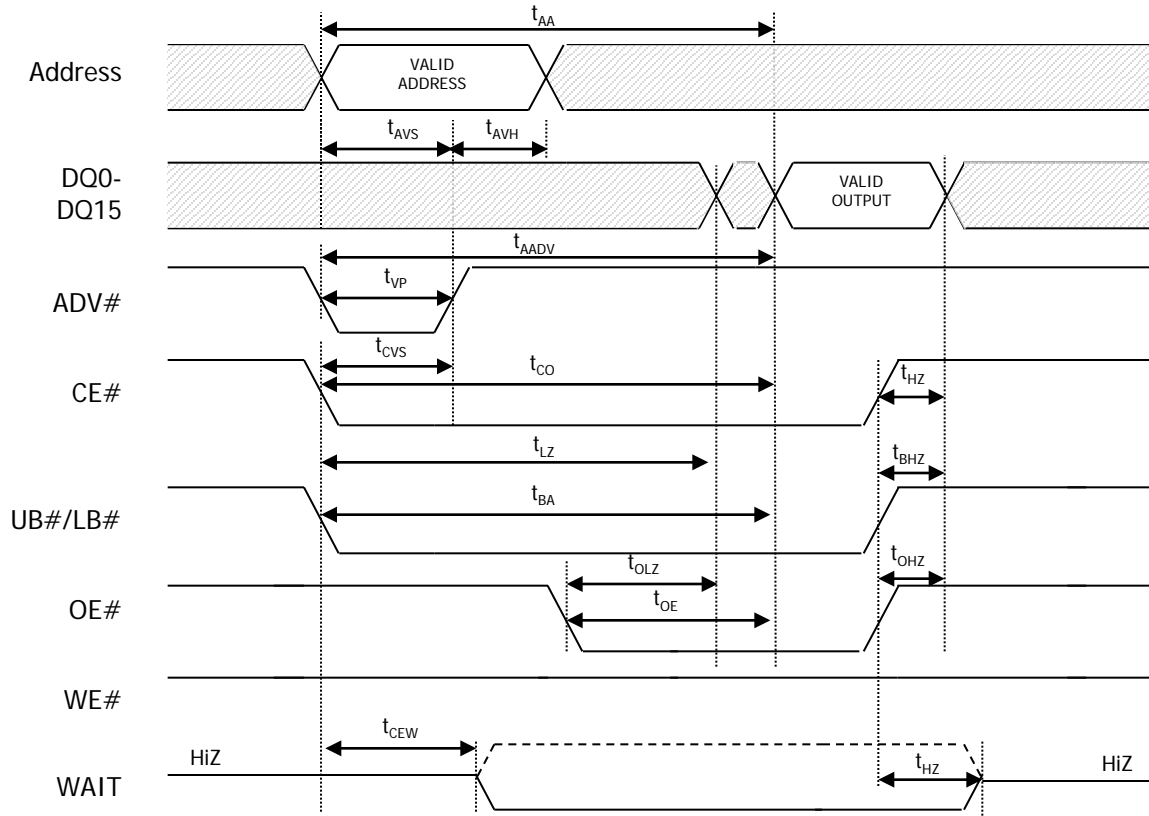 tAA
Address
VALID
ADDRESS
tAVS
tAVH
DQ0-
DQ15
VALID
OUTPUT
tAADV
ADV#
tVP
tCVS
tCO
CE#
tHZ
tLZ
tBHZ
UB#/LB#
tBA
tOLZ
tOHZ
OE#
tOE
WE#
tCEW
HiZ
WAIT
tHZ
HiZ